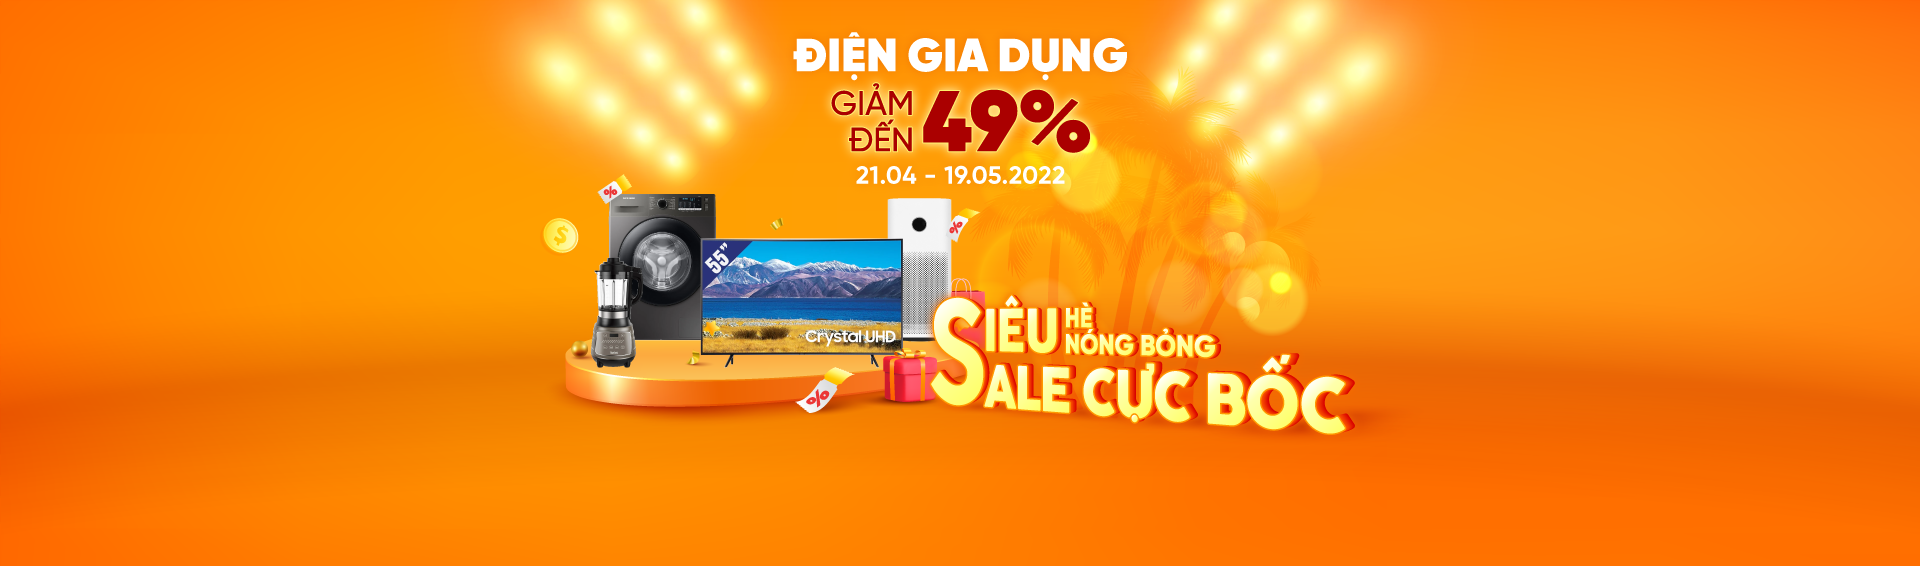 ĐIỆN GIA DỤNG
GIẢM
ĐẾN
49%
21.04 - 19.05.2022
%
%
55"
Crystal UHD
%
SIÊU HÈ
NÓNG BỎNG
SALE CỰC BỐC